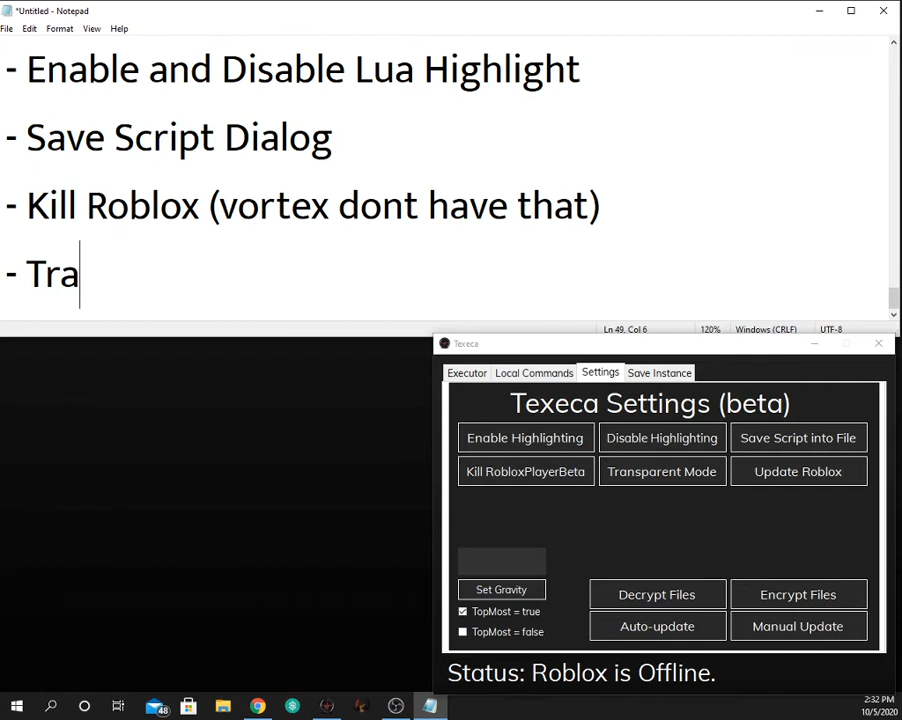 *Untitled - Notepad
File Edit Format View Help
- Enable and Disable Lua Highlight
- Save Script Dialog
- Kill Roblox (vortex dont have that)
- Tra
Ln 49, Col 6 120% Windows (CRLF) UTF-8
Texeca
Executor Local Commands Settings Save Instance
Texeca Settings (beta)
Enable Highlighting Disable Highlighting Save Script into File
Kill RobloxPlayerBeta Transparent Mode Update Roblox
Set Gravity
Decrypt Files Encrypt Files
TopMost = true
Auto-update Manual Update
TopMost = false
Status: Roblox is Offline.
48
2:32 PM
10/5/2020